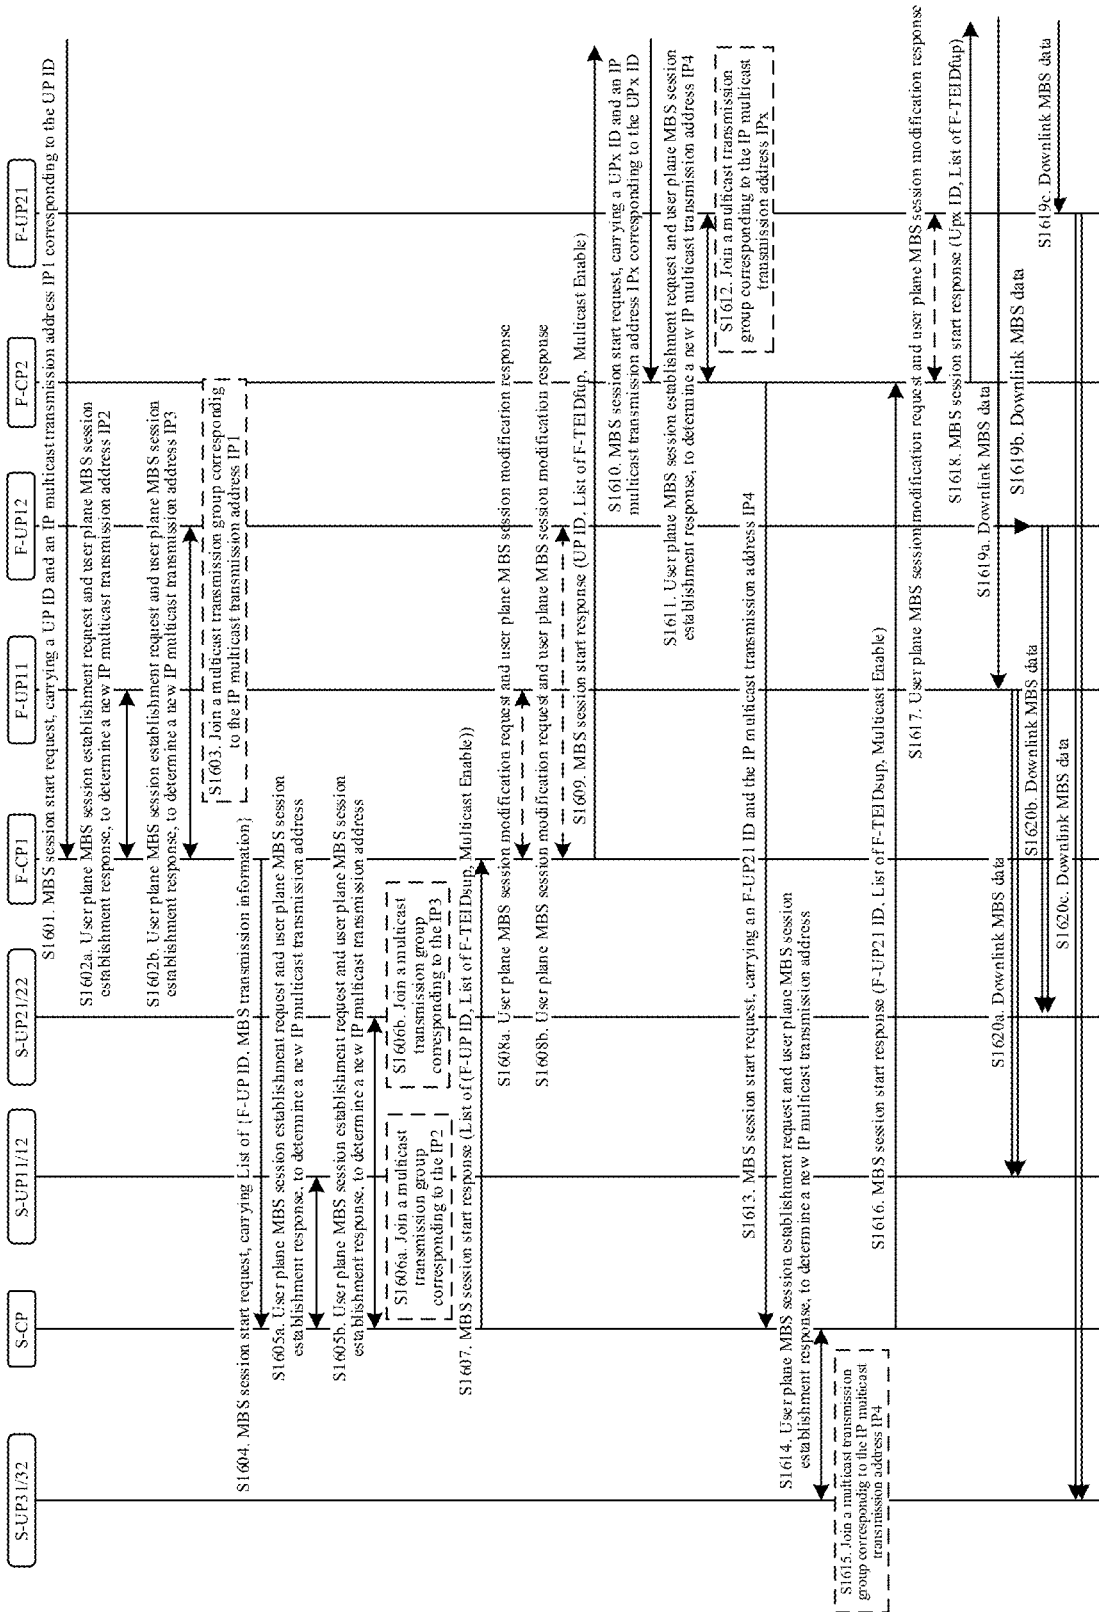 S-UP31/32
S-CP
S-UP11/12
S-UP21/22
F-CP1
F-UP11
F-UP12
F-CP2
F-UP21
S1601. MBS session start request, carrying a UP ID and an IP multicast transmission address IP1 corresponding to the UP ID
S1602a. User plane MBS session establishment request and user plane MBS session
establishment response, to determine a new IP multicast transmission address IP2
S1602b. User plane MBS session establishment request and user plane MBS session
establishment response, to determine a new IP multicast transmission address IP3
S1603. Join a multicast transmission group correspondig
to the IP multicast transmission address IP1
S1604. MBS session start request, carrying List of {F-UP ID, MBS transmission information}
S1605a. User plane MBS session establishment request and user plane MBS session
establishment response, to determine a new IP multicast transmission address
S1605b. User plane MBS session establishment request and user plane MBS session
establishment response, to determine a new IP multicast transmission address
S1606a. Join a multicast
transmission group
corresponding to the IP2
S1606b. Join a multicast
transmission group
corresponding to the IP3
S1607. MBS session start response (List of (F-UP ID, List of F-TEIDsup, Multicast Enable))
S1608a. User plane MBS session modification request and user plane MBS session modification response
S1608b. User plane MBS session modification request and user plane MBS session modification response
S1609. MBS session start response (UP ID, List of F-TEIDfup, Multicast Enable)
S1610. MBS session start request, carrying a UPx ID and an IP
multicast transmission address IPx corresponding to the UPx ID
S1611. User plane MBS session establishment request and user plane MBS session
establishment response, to determine a new IP multicast transmission address IP4
S1612. Join a multicast transmission
group corresponding to the IP multicast
transmission address IPx
S1613. MBS session start request, carrying an F-UP21 ID and the IP multicast transmission address IP4
S1614. User plane MBS session establishment request and user plane MBS session
establishment response, to determine a new IP multicast transmission address
S1615. Join a multicast transmission
group correspondig to the IP multicast
transmission address IP4
S1616. MBS session start response (F-UP21 ID, List of F-TEIDsup, Multicast Enable)
S1617. User plane MBS session modification request and user plane MBS session modification response
S1618. MBS session start response (Upx ID, List of F-TEIDfup)
S1619a. Downlink MBS data
S1619b. Downlink MBS data
S1619c. Downlink MBS data
S1620a. Downlink MBS data
S1620b. Downlink MBS data
S1620c. Downlink MBS data